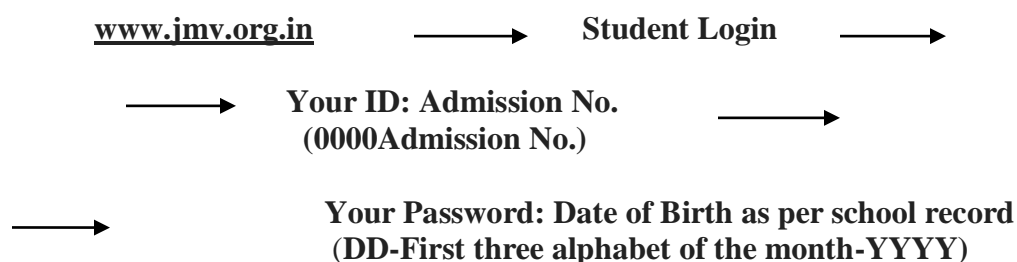 www.jmv.org.in Student Login
Your ID: Admission No.
(0000Admission No.)
Your Password: Date of Birth as per school record
(DD-First three alphabet of the month-YYYY)